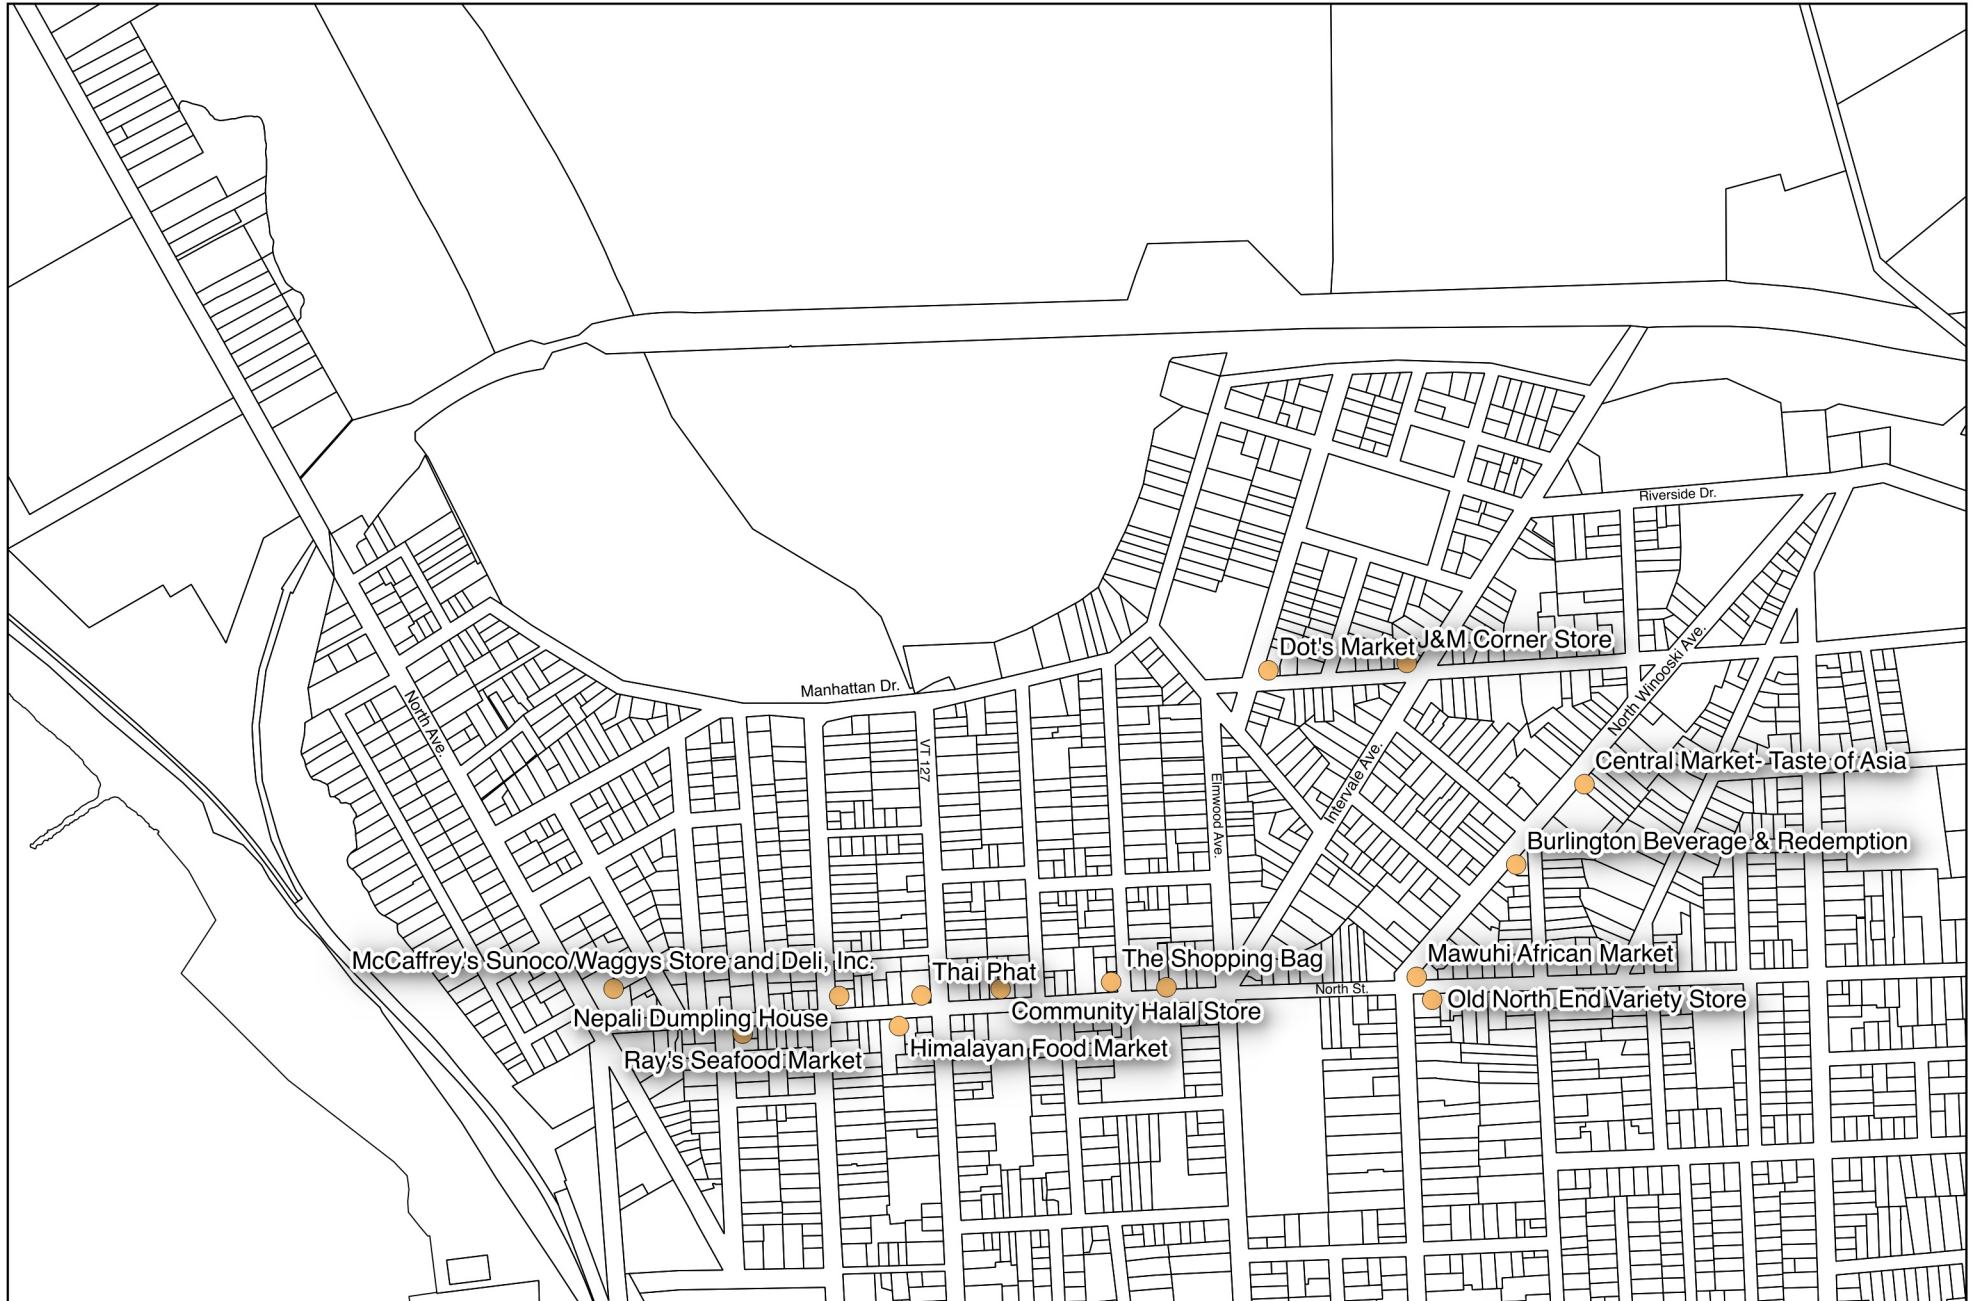 Riverside Dr.
Dot's Market
J&M Corner Store
Manhattan Dr.
North Ave.
North Winooski Ave.
VT 127
Elmwood Ave.
Intervale Ave.
Central Market- Taste of Asia
Burlington Beverage & Redemption
McCaffrey's Sunoco/Waggys Store and Deli, Inc.
Thai Phat
The Shopping Bag
Mawuhi African Market
North St.
Old North End Variety Store
Community Halal Store
Nepali Dumpling House
Himalayan Food Market
Ray's Seafood Market